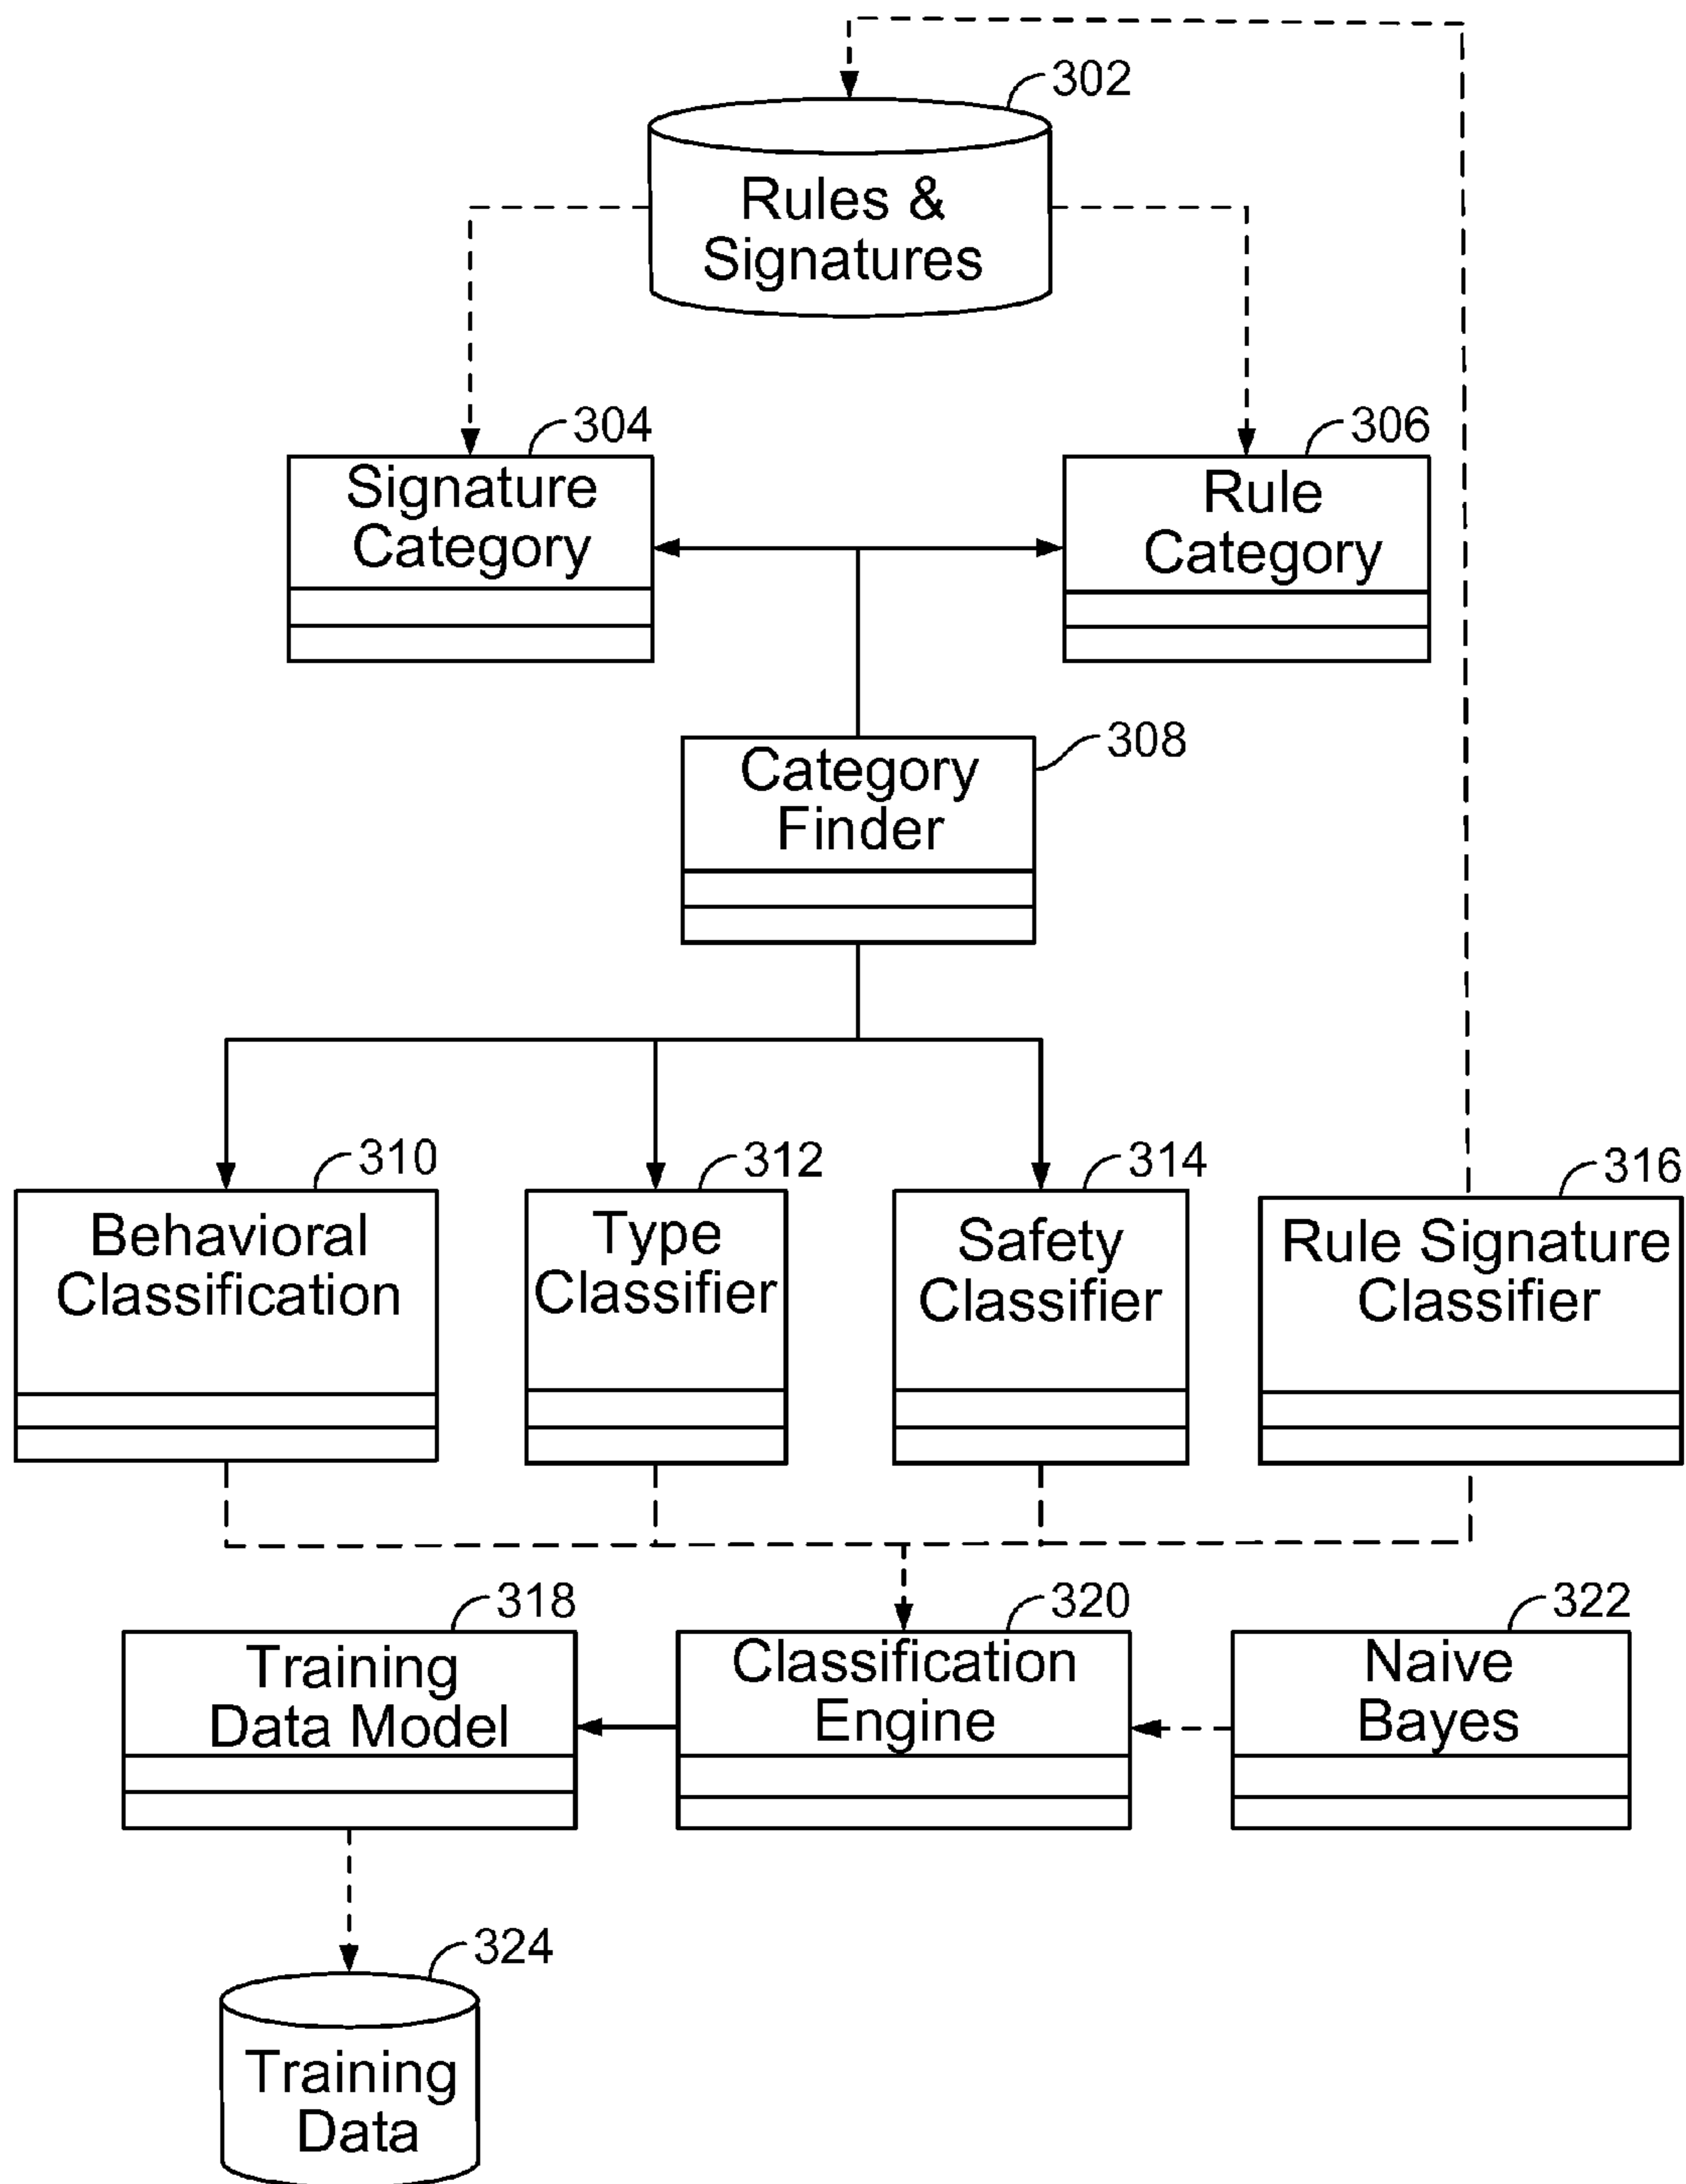 302
Rules &
Signatures
304
Signature
Category
306
Rule
Category
308
Category
Finder
310
Behavioral
Classification
312
Type
Classifier
314
Safety
Classifier
316
Rule Signature
Classifier
318
Training
Data Model
320
Classification
Engine
322
Naive
Bayes
324
Training
Data